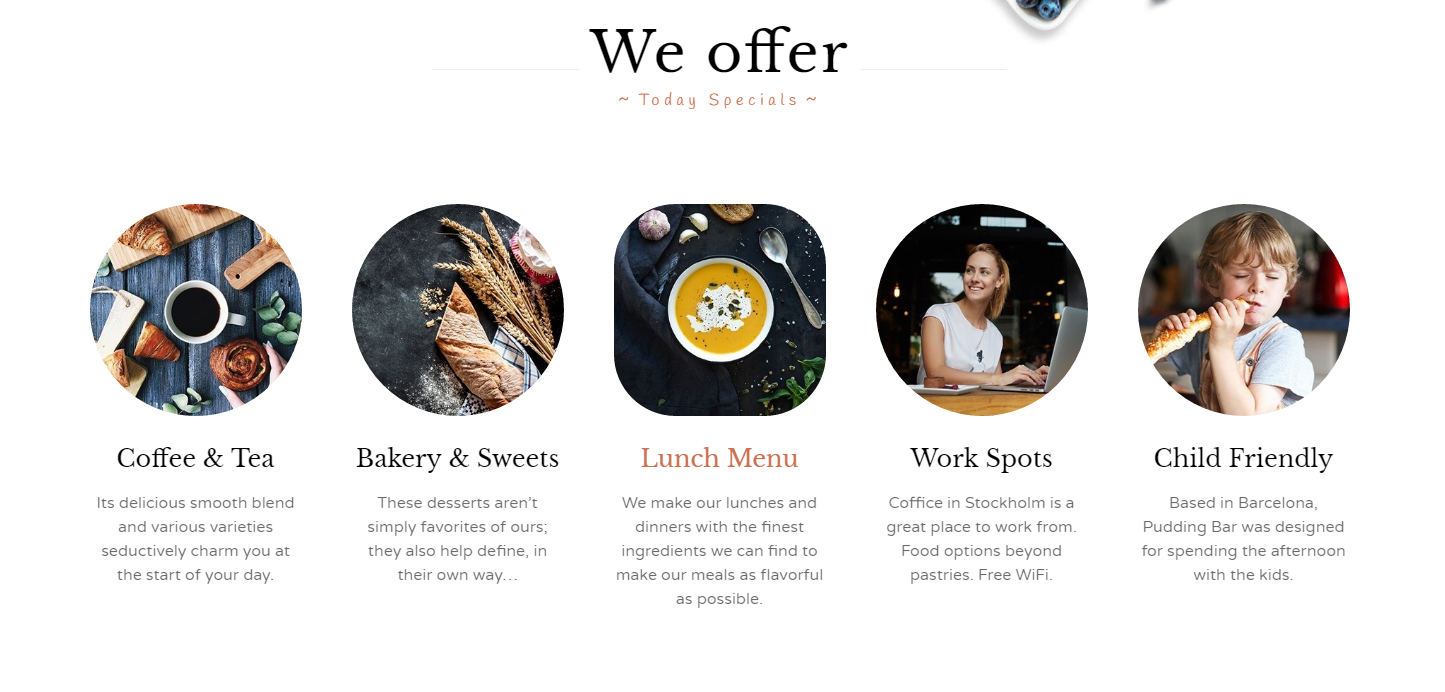 We offer
~ Today Specials ~
Coffee & Tea
Its delicious smooth blend
and various varieties
seductively charm you at
the start of your day.
Bakery & Sweets
These desserts aren’t
simply favorites of ours;
they also help define, in
their own way…
Lunch Menu
We make our lunches and
dinners with the finest
ingredients we can find to
make our meals as flavorful
as possible.
Work Spots
Coffice in Stockholm is a
great place to work from.
Food options beyond
pastries. Free WiFi.
Child Friendly
Based in Barcelona,
Pudding Bar was designed
for spending the afternoon
with the kids.